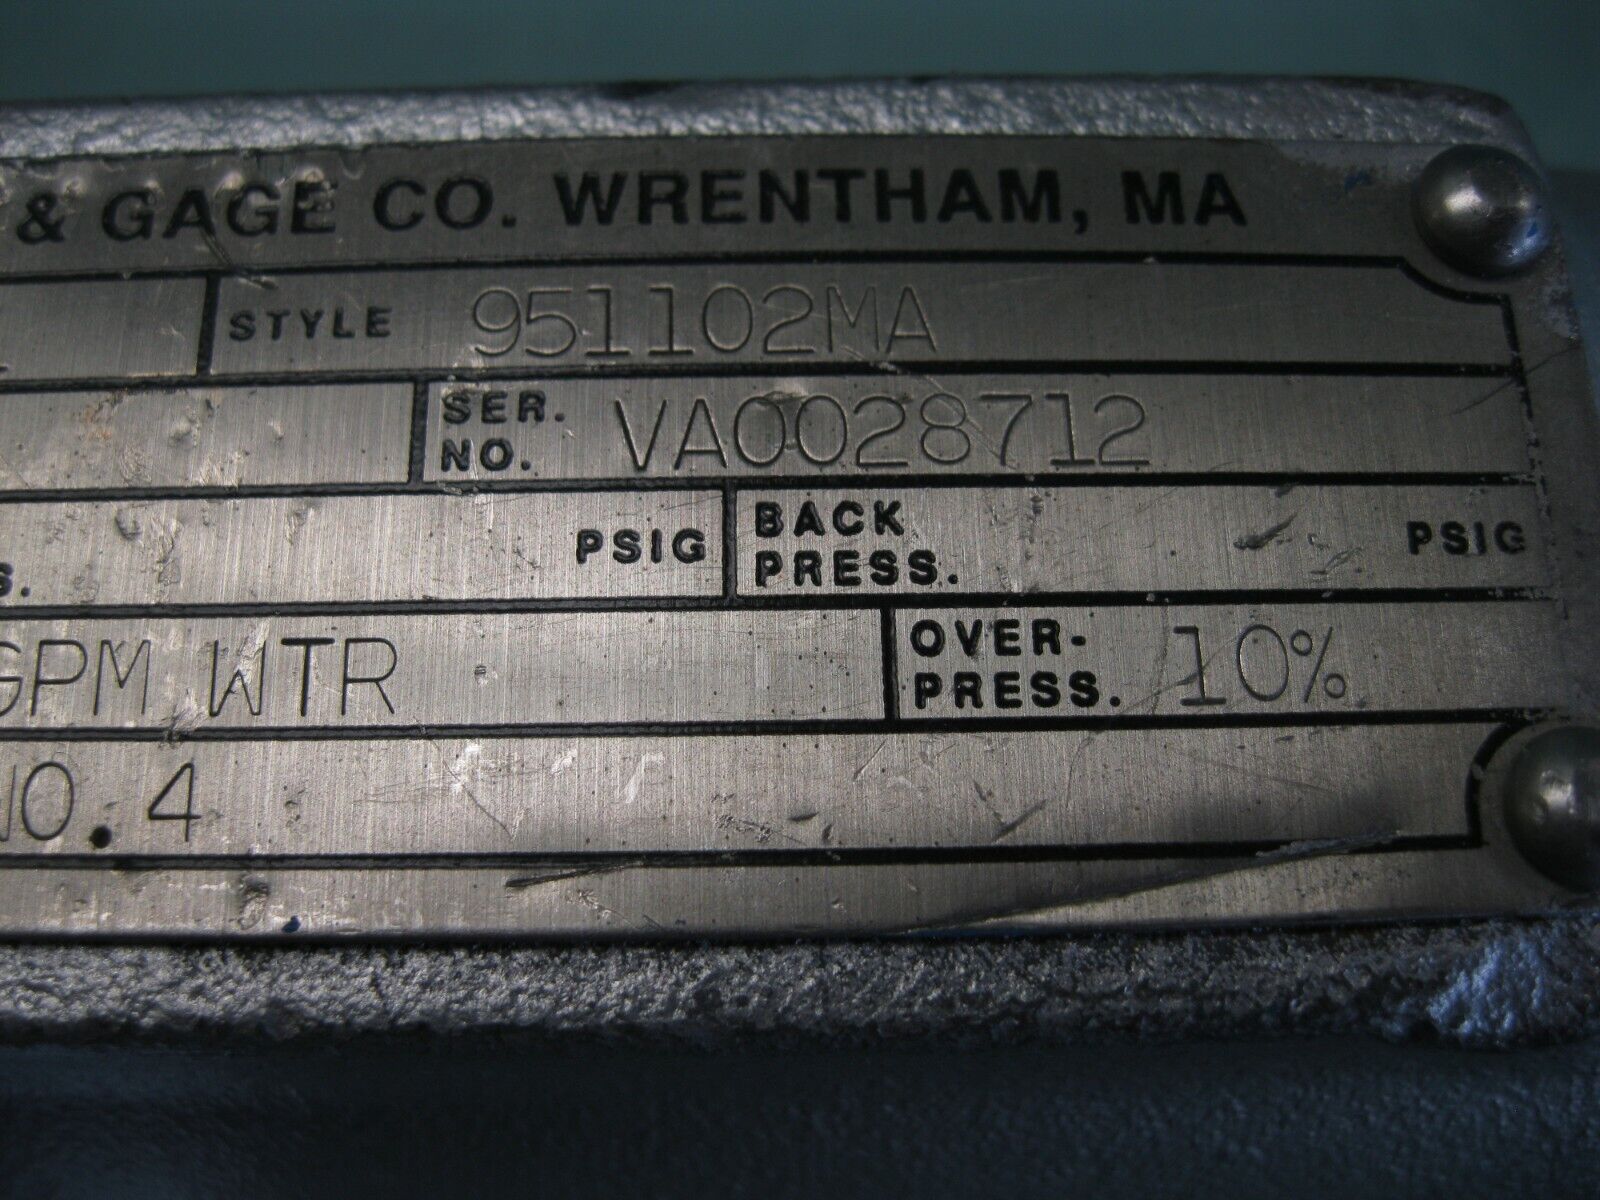 & GAGE CO. WRENTHAM, MA
STYLE 951102MA
SER. NO. VA0028712
PSIG BACK PRESS. PSIG
GPM WTR OVER-PRESS. 10%
NO. 4